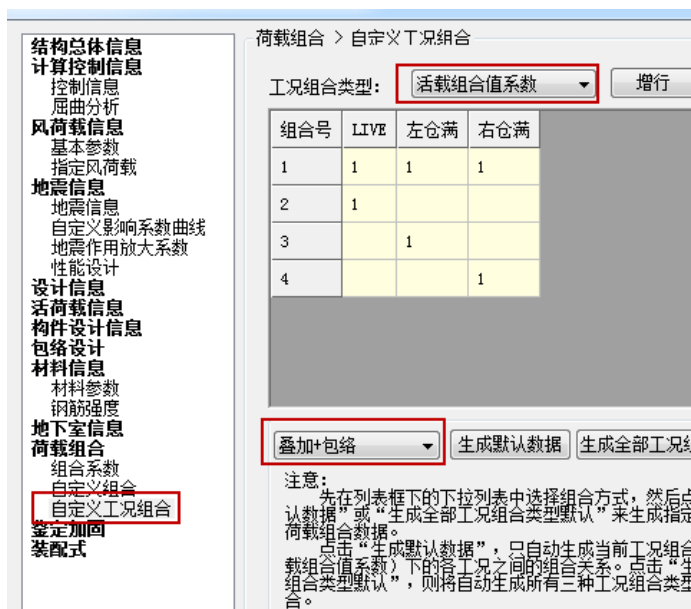 结构总体信息
计算控制信息
控制信息
屈曲分析
风荷载信息
基本参数
指定风荷载
地震信息
地震信息
自定义影响系数曲线
地震作用放大系数
性能设计
设计信息
活荷载信息
构件设计信息
包络设计
材料信息
材料参数
钢筋强度
地下室信息
荷载组合
组合系数
自定义组合
自定义工况组合
鉴定加固
装配式
荷载组合 > 自定义工况组合
工况组合类型: 活载组合值系数 增行
组合号 LIVE 左仓满 右仓满
1 1 1 1
2 1
3 1
4 1
叠加+包络 生成默认数据 生成全部工况
注意:
先在列表框下的下拉列表中选择组合方式，然后点
认数据”或“生成全部工况组合类型默认”来生成指定
荷载组合数据。
点击“生成默认数据”，只自动生成当前工况组合
载组合值系数）下的各工况之间的组合关系。点击“生
组合类型默认”，则将自动生成所有三种工况组合类型
合。